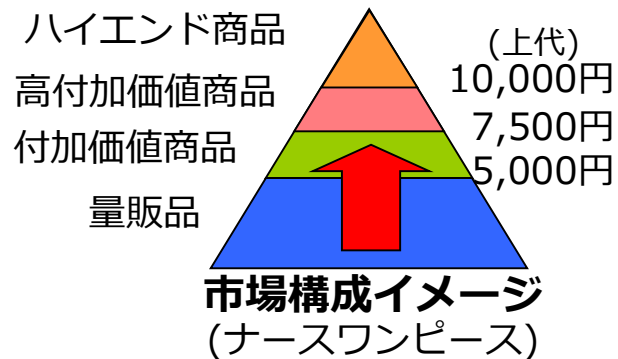 ハイエンド商品
(上代)
10,000円
高付加価値商品
7,500円
付加価値商品
5,000円
量販品
市場構成イメージ
(ナースワンピース)